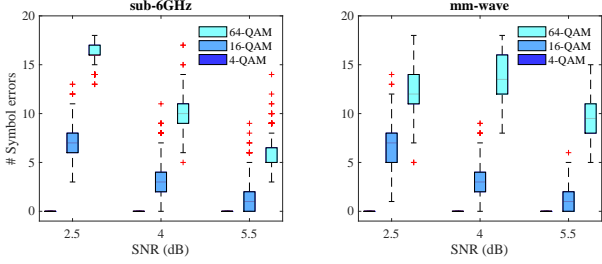 sub-6GHz
mm-wave
# Symbol errors
20
15
10
5
0
64-QAM
16-QAM
4-QAM
2.5
4
5.5
SNR (dB)
20
15
10
5
0
64-QAM
16-QAM
4-QAM
2.5
4
5.5
SNR (dB)